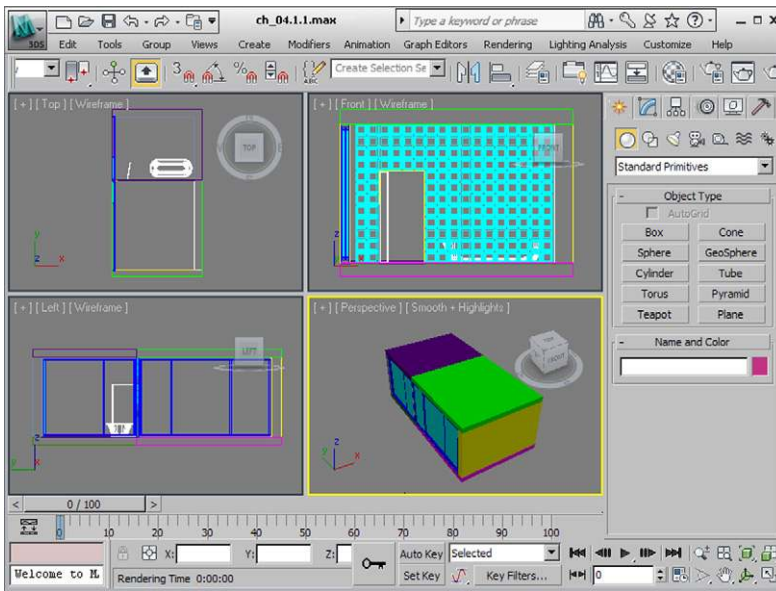 ch_04.1.1.max
Type a keyword or phrase
3DS
Edit Tools Group Views Create Modifiers Animation Graph Editors Rendering Lighting Analysis Customize Help
3 % ABC Create Selection Se
[ + ] [ Top ] [ Wireframe ]
TOP
y
z x
[ + ] [ Front ] [ Wireframe ]
FRONT
z
x
[ + ] [ Left ] [ Wireframe ]
LEFT
z
y x
[ + ] [ Perspective ] [ Smooth + Highlights ]
TOP
FRONT
z
y x
Standard Primitives
- Object Type
AutoGrid
Box Cone
Sphere GeoSphere
Cylinder Tube
Torus Pyramid
Teapot Plane
- Name and Color
< 0 / 100 >
0 10 20 30 40 50 60 70 80 90 100
X: Y: Z: Auto Key Selected
Welcome to M Rendering Time 0:00:00 Set Key Key Filters... 0